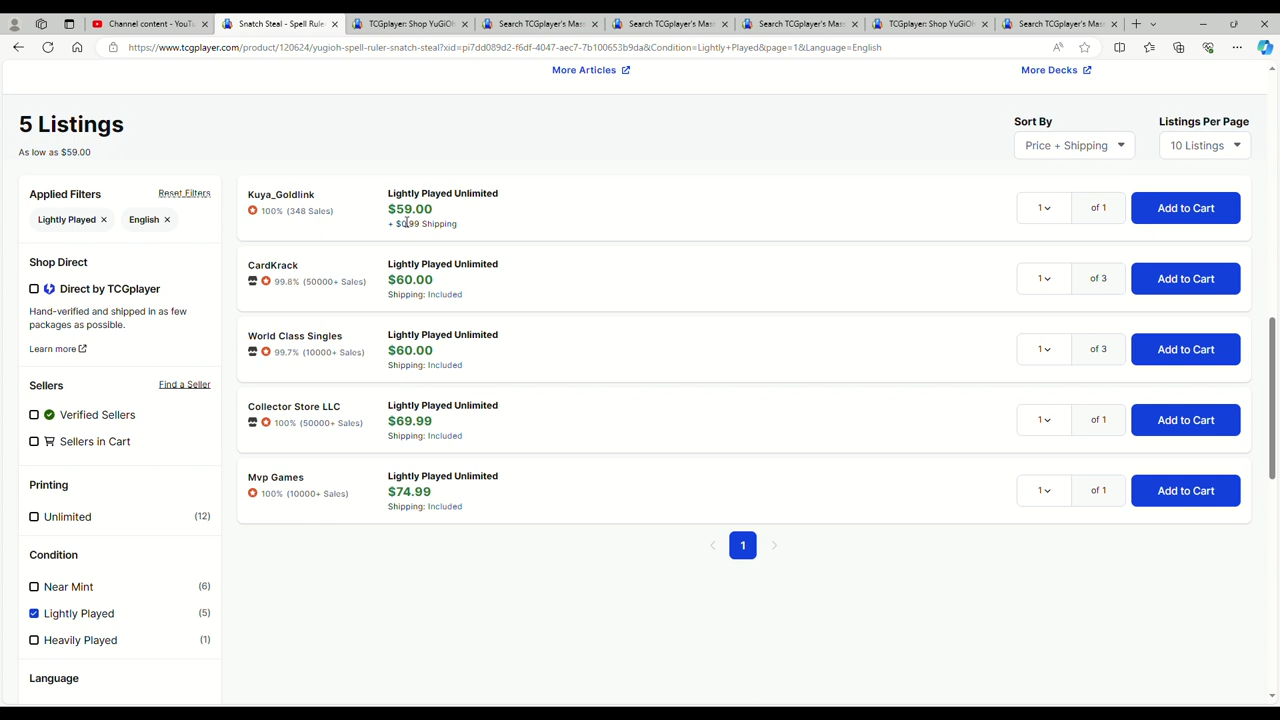 Channel content - YouTu
Snatch Steal - Spell Rule
TCGplayer: Shop YuGiOh
Search TCGplayer's Mass
Search TCGplayer's Mass
Search TCGplayer's Mass
TCGplayer: Shop YuGiOh
Search TCGplayer's Mass
https://www.tcgplayer.com/product/120624/yugioh-spell-ruler-snatch-steal?xid=pi7dd089d2-f6df-4047-aec7-7b100653b9da&Condition=Lightly+Played&page=1&Language=English
More Articles
More Decks
5 Listings
As low as $59.00
Sort By
Price + Shipping
Listings Per Page
10 Listings
Applied Filters
Reset Filters
Lightly Played ×
English ×
Shop Direct
Direct by TCGplayer
Hand-verified and shipped in as few
packages as possible.
Learn more
Sellers
Find a Seller
Verified Sellers
Sellers in Cart
Printing
Unlimited (12)
Condition
Near Mint (6)
Lightly Played (5)
Heavily Played (1)
Language
Kuya_Goldlink
100% (348 Sales)
Lightly Played Unlimited
$59.00
+ $0.99 Shipping
1
of 1
Add to Cart
CardKrack
99.8% (50000+ Sales)
Lightly Played Unlimited
$60.00
Shipping: Included
1
of 3
Add to Cart
World Class Singles
99.7% (10000+ Sales)
Lightly Played Unlimited
$60.00
Shipping: Included
1
of 3
Add to Cart
Collector Store LLC
100% (50000+ Sales)
Lightly Played Unlimited
$69.99
Shipping: Included
1
of 1
Add to Cart
Mvp Games
100% (10000+ Sales)
Lightly Played Unlimited
$74.99
Shipping: Included
1
of 1
Add to Cart
1